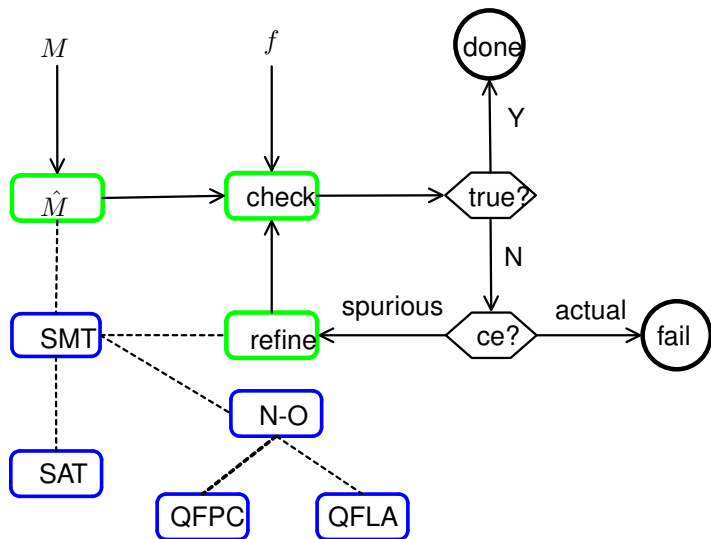 M
f
done
Y
M̂
check
true?
N
spurious
actual
SMT
refine
ce?
fail
N-O
SAT
QFPC
QFLA